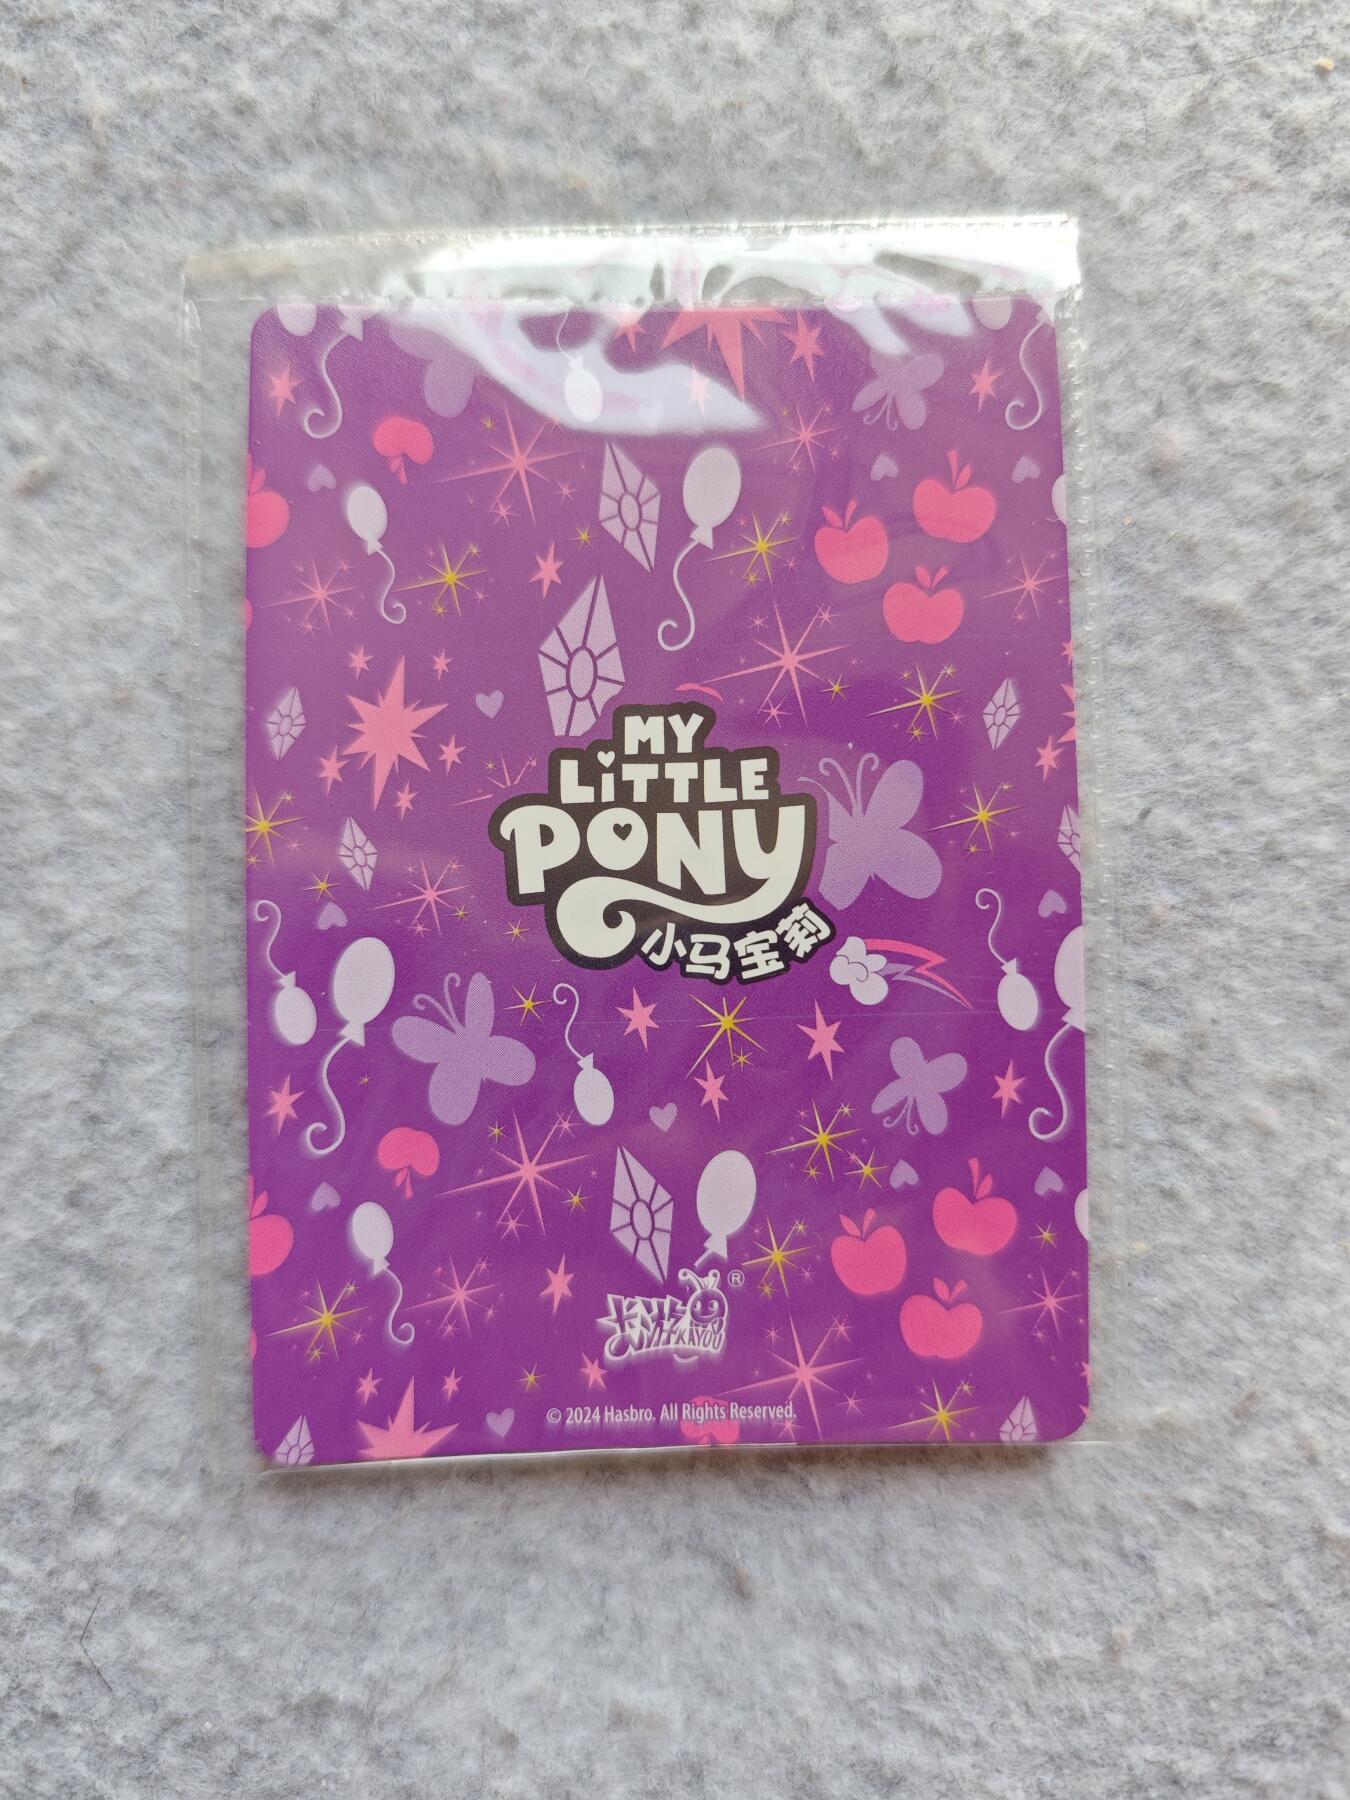 MY
LiTTLE
PONY
小马宝莉
卡游 ®
KAYOU
© 2024 Hasbro. All Rights Reserved.